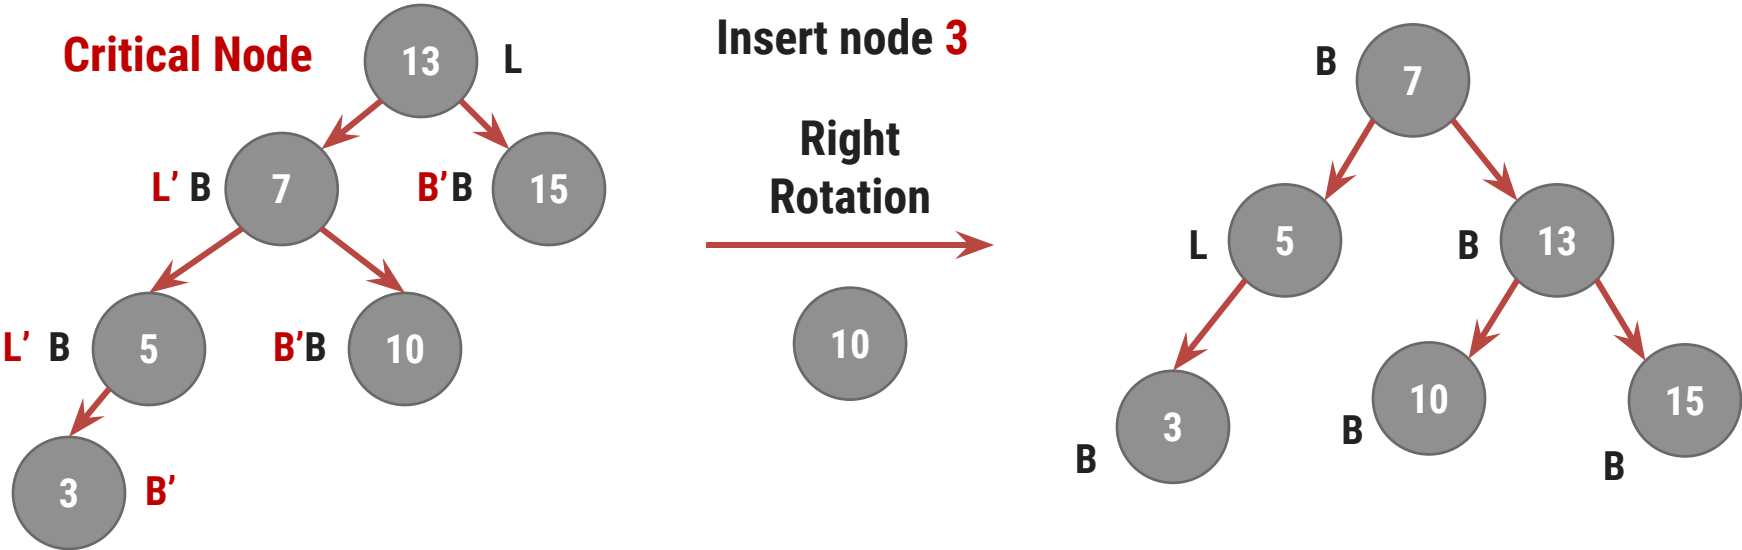 Critical Node
13
L
L’ B
7
B’B
15
L’ B
5
B’B
10
3
B’
Insert node 3
Right
Rotation
10
B
7
L
5
B
13
B
3
B
10
B
15